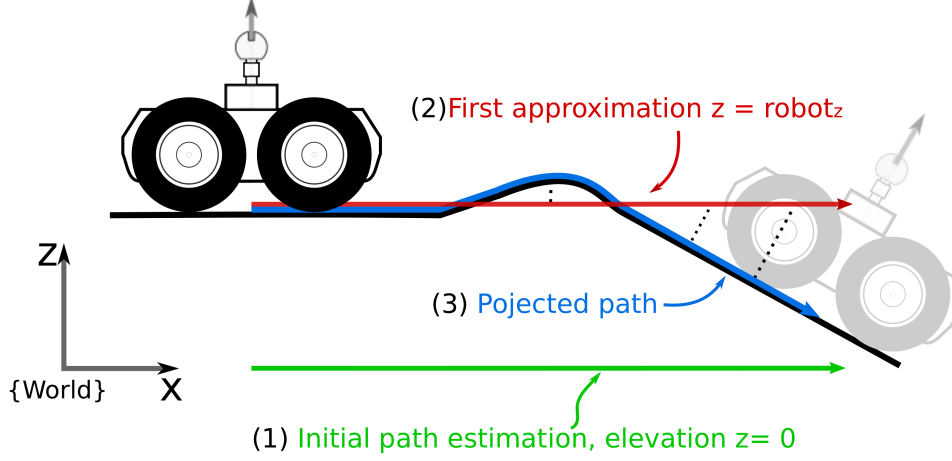 (2)First approximation z = robotz
Z
(3) Pojected path
{World}
X
(1) Initial path estimation, elevation z= 0